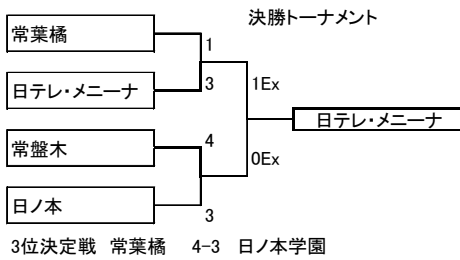 決勝トーナメント
常葉橘
1
日テレ・メニーナ
3
1Ex
日テレ・メニーナ
常盤木
4
0Ex
日ノ本
3
3位決定戦 常葉橘 4-3 日ノ本学園